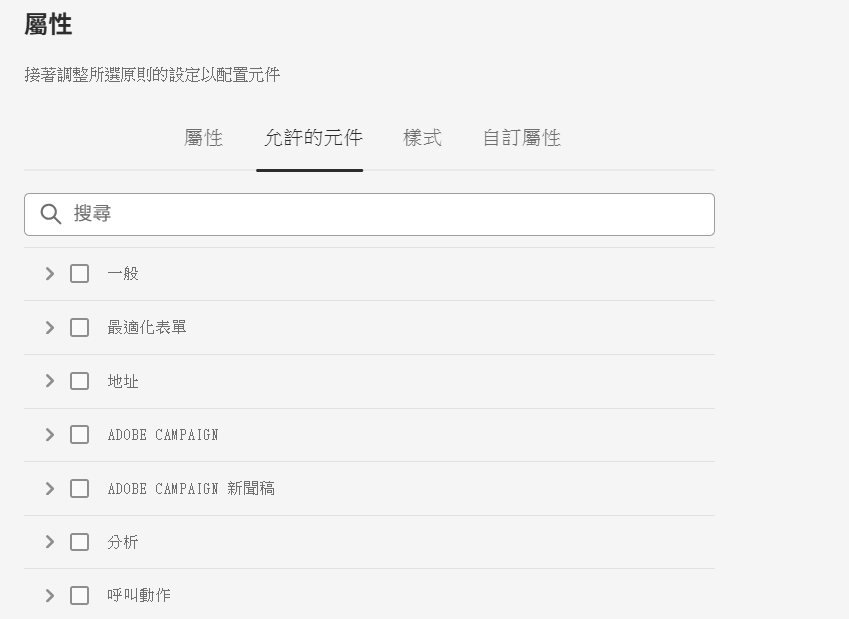 屬性
接著調整所選原則的設定以配置元件
屬性 允許的元件 樣式 自訂屬性
搜尋
一般
最適化表單
地址
ADOBE CAMPAIGN
ADOBE CAMPAIGN 新聞稿
分析
呼叫動作